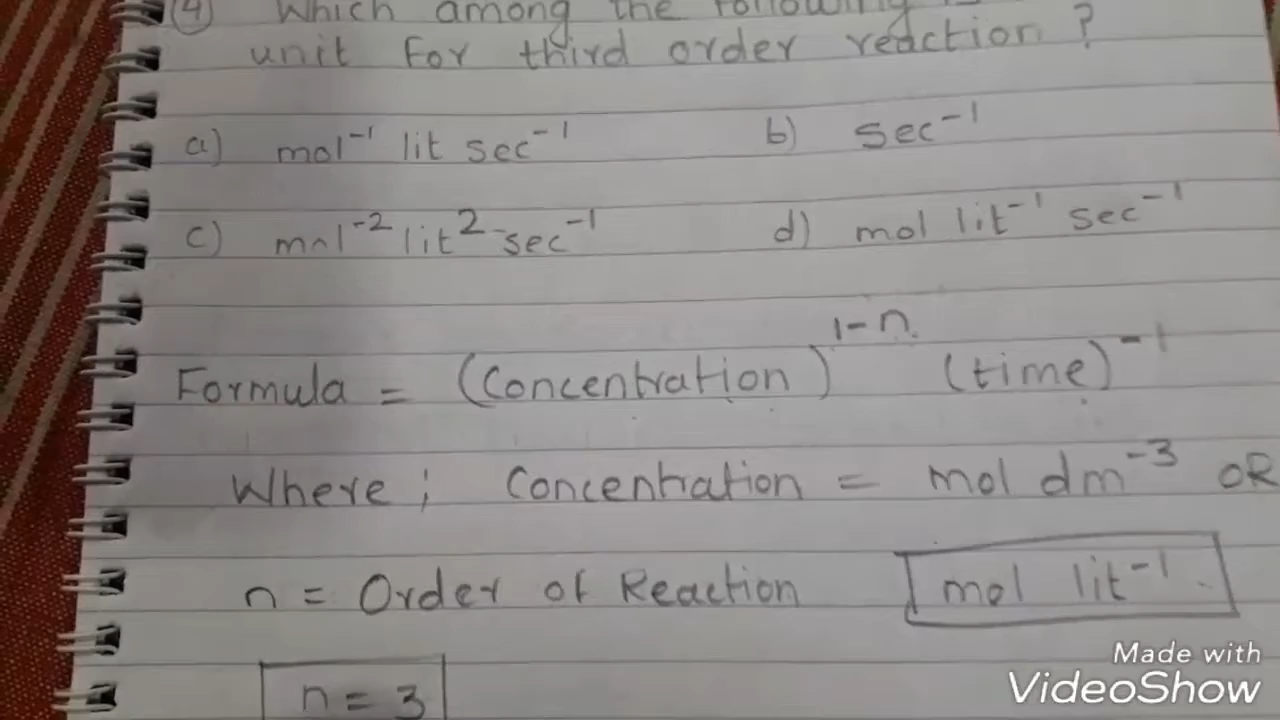 (4) Which among the following
unit for third order reaction ?
a) mol⁻¹ lit sec⁻¹ b) sec⁻¹
c) mol⁻² lit² sec⁻¹ d) mol lit⁻¹ sec⁻¹
Formula = (Concentration)¹⁻ⁿ (time)⁻¹
Where ; Concentration = mol dm⁻³ OR
n = Order of Reaction mol lit⁻¹
n = 3
Made with
VideoShow